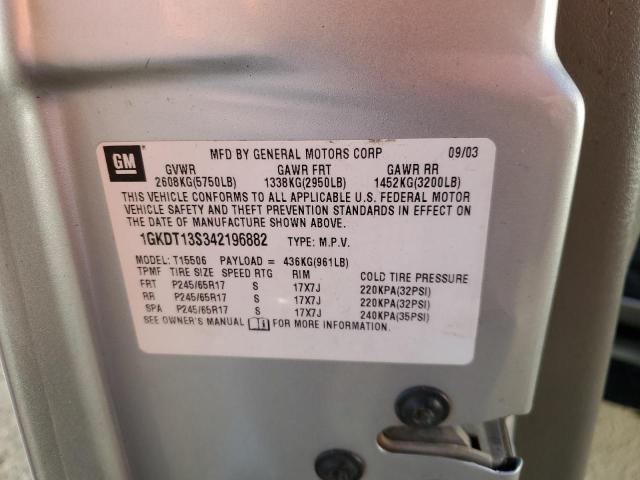 GM MFD BY GENERAL MOTORS CORP 09/03
GVWR GAWR FRT GAWR RR
2608KG(5750LB) 1338KG(2950LB) 1452KG(3200LB)
THIS VEHICLE CONFORMS TO ALL APPLICABLE U.S. FEDERAL MOTOR
VEHICLE SAFETY AND THEFT PREVENTION STANDARDS IN EFFECT ON
THE DATE OF MANUFACTURE SHOWN ABOVE.
1GKDT13S342196882 TYPE: M.P.V.
MODEL: T15506 PAYLOAD = 436KG(961LB)
TPMF TIRE SIZE SPEED RTG RIM COLD TIRE PRESSURE
FRT P245/65R17 S 17X7J 220KPA(32PSI)
RR P245/65R17 S 17X7J 220KPA(32PSI)
SPA P245/65R17 S 17X7J 240KPA(35PSI)
SEE OWNER'S MANUAL FOR MORE INFORMATION.